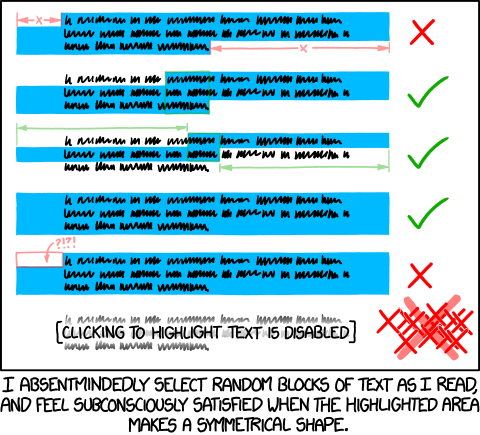 x
x
?!?!
[CLICKING TO HIGHLIGHT TEXT IS DISABLED]
I ABSENTMINDEDLY SELECT RANDOM BLOCKS OF TEXT AS I READ,
AND FEEL SUBCONSCIOUSLY SATISFIED WHEN THE HIGHLIGHTED AREA
MAKES A SYMMETRICAL SHAPE.